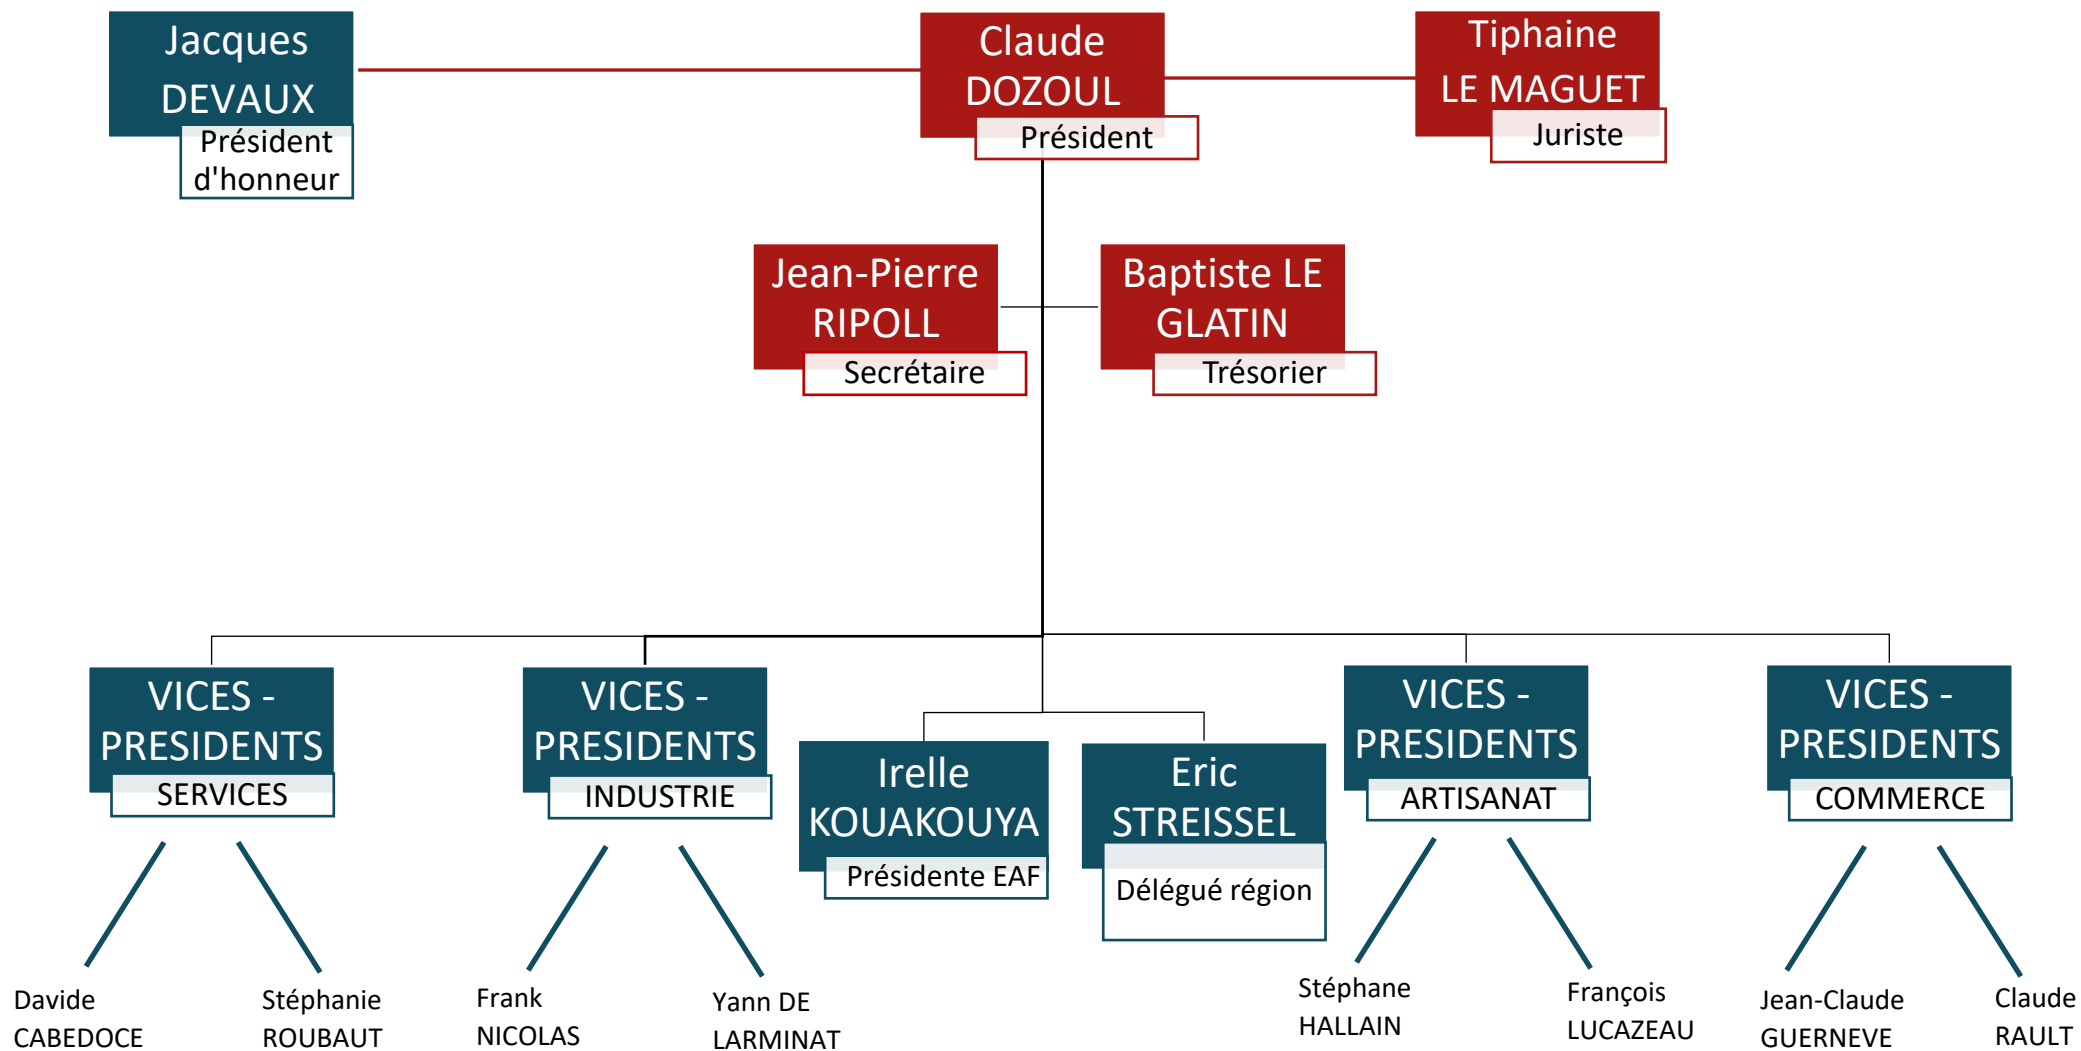 Jacques
DEVAUX
Président
d'honneur
Claude
DOZOUL
Président
Tiphaine
LE MAGUET
Juriste
Jean-Pierre
RIPOLL
Secrétaire
Baptiste LE
GLATIN
Trésorier
VICES -
PRESIDENTS
SERVICES
VICES -
PRESIDENTS
INDUSTRIE
Irelle
KOUAKOUYA
Présidente EAF
Eric
STREISSEL
Délégué région
VICES -
PRESIDENTS
ARTISANAT
VICES -
PRESIDENTS
COMMERCE
Davide
CABEDOCE
Stéphanie
ROUBAUT
Frank
NICOLAS
Yann DE
LARMINAT
Stéphane
HALLAIN
François
LUCAZEAU
Jean-Claude
GUERNEVE
Claude
RAULT